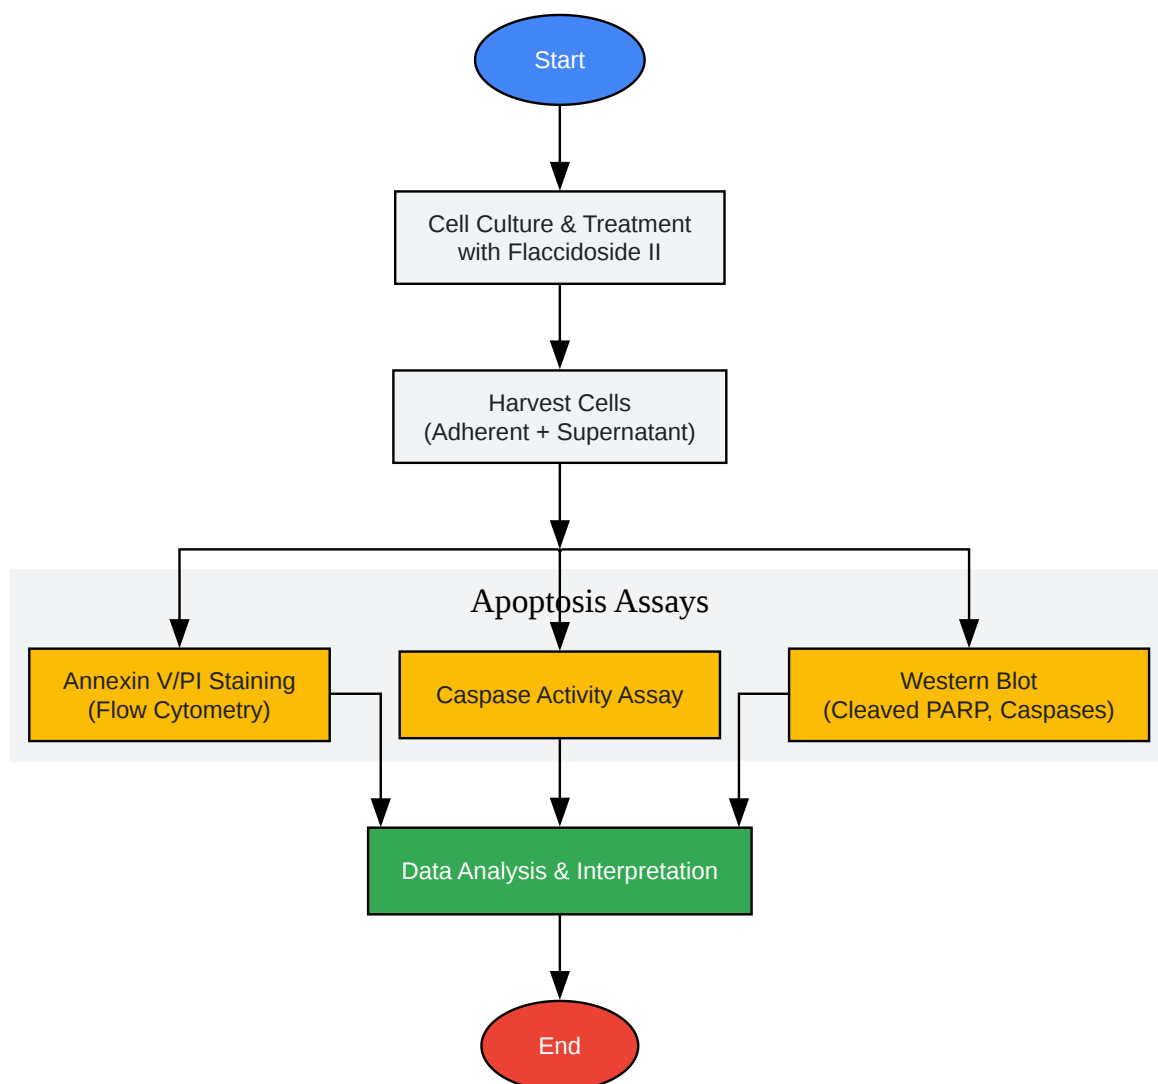 Start
Cell Culture & Treatment
with Flaccidoside II
Harvest Cells
(Adherent + Supernatant)
Apoptosis Assays
Annexin V/PI Staining
(Flow Cytometry)
Caspase Activity Assay
Western Blot
(Cleaved PARP, Caspases)
Data Analysis & Interpretation
End